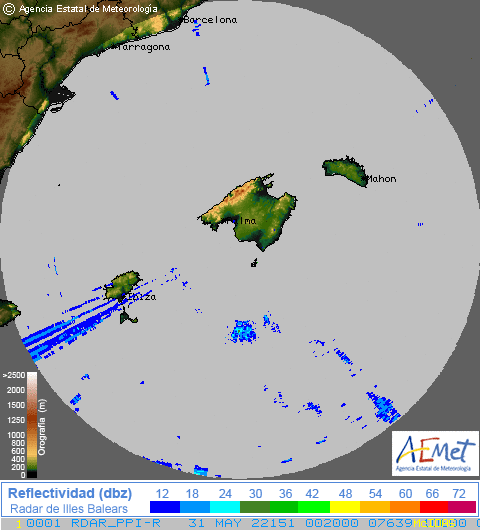 © Agencia Estatal de Meteorología
Barcelona
Tarragona
Mahon
Ibiza
>2500
2000
1500
1000
800
600
400
200
0
Orografía (m)
AEMet
Agencia Estatal de Meteorología
Reflectividad (dbz)
12 18 24 30 36 42 48 54 60 66 72
Radar de Illes Balears
1 0001 RDAR_PPI-R 31 MAY 22151 002000 07639